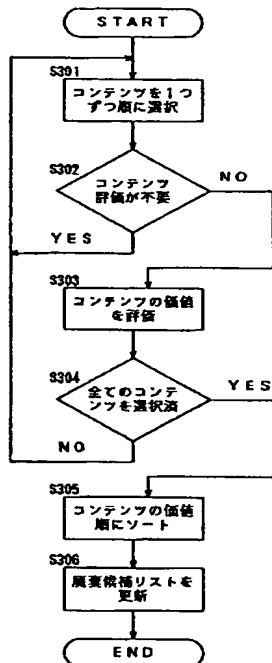 START
S301
コンテンツを1つ
ずつ順に選択
S302
コンテンツ
評価が不要
NO
YES
S303
コンテンツの価値
を評価
S304
全てのコンテ
ンツを選択済
YES
NO
S305
コンテンツの価値
順にソート
S306
廃棄候補リストを
更新
END